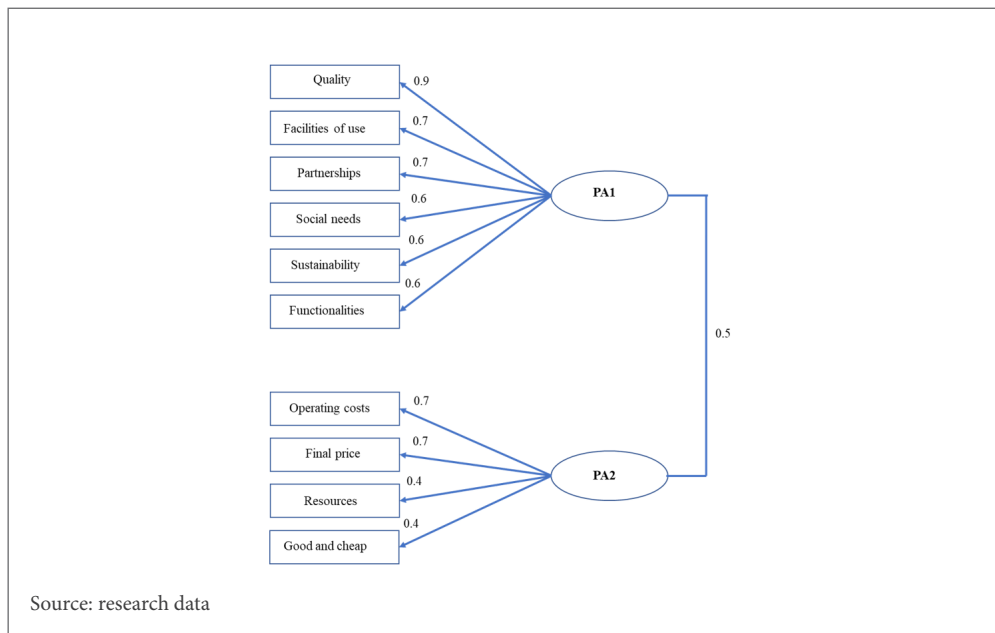 Quality
0.9
Facilities of use
0.7
Partnerships
0.7
Social needs
0.6
Sustainability
0.6
Functionalities
0.6
PA1
0.5
Operating costs
0.7
Final price
0.7
Resources
0.4
Good and cheap
0.4
PA2
Source: research data